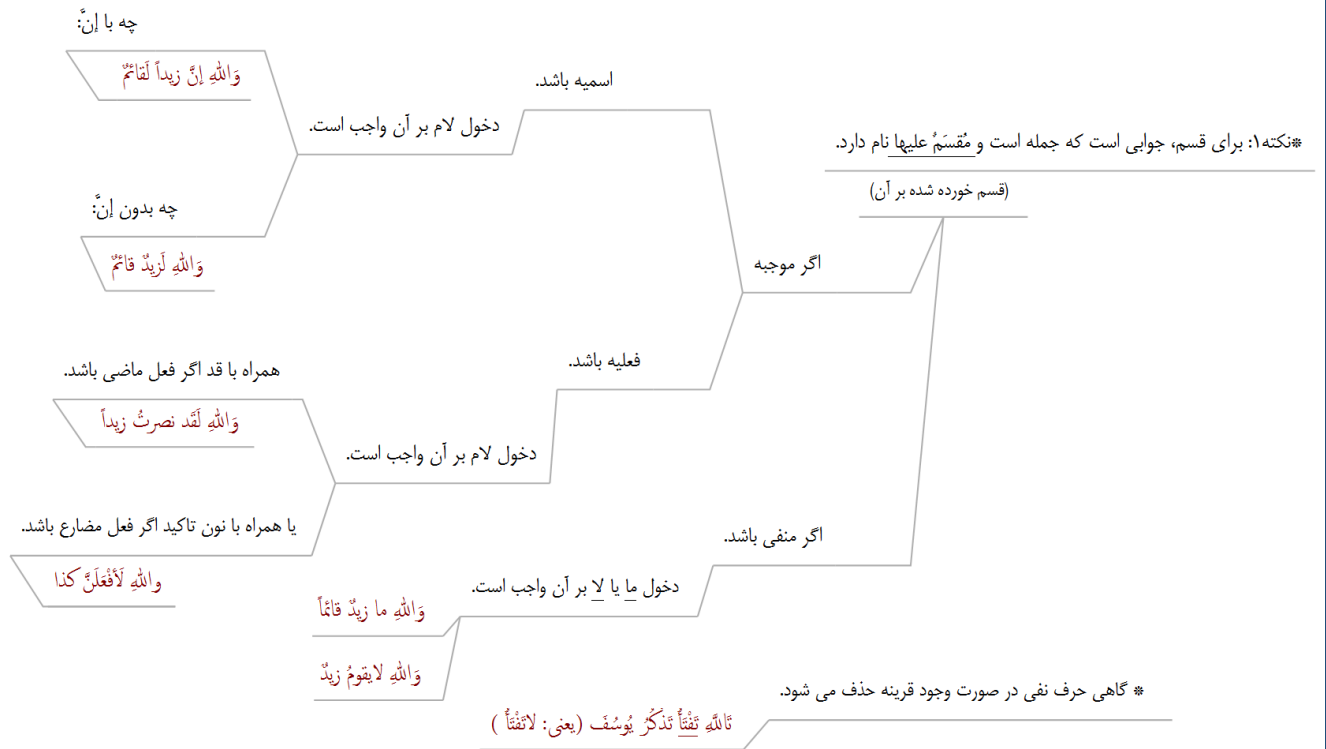 *نکته۱: برای قسم، جوابی است که جمله است و مُقسَمٌ علیها نام دارد.
(قسم خورده شده بر آن)
اگر موجبه
اسمیه باشد.
دخول لام بر آن واجب است.
چه با إنَّ:
وَاللهِ إنَّ زیداً لَقائمٌ
چه بدون إنَّ:
وَاللهِ لَزیدٌ قائمٌ
فعلیه باشد.
دخول لام بر آن واجب است.
همراه با قد اگر فعل ماضی باشد.
وَاللهِ لَقَد نصرتُ زیداً
یا همراه با نون تاکید اگر فعل مضارع باشد.
واللهِ لَأفْعَلَنَّ کذا
اگر منفی باشد.
دخول ما یا لا بر آن واجب است.
وَاللهِ ما زیدٌ قائماً
وَاللهِ لایقومُ زیدٌ
* گاهی حرف نفی در صورت وجود قرینه حذف می شود.
تَاللَّهِ تَفْتَأُ تَذْكُرُ يُوسُفَ (یعنی: لاتَفْتَأُ )